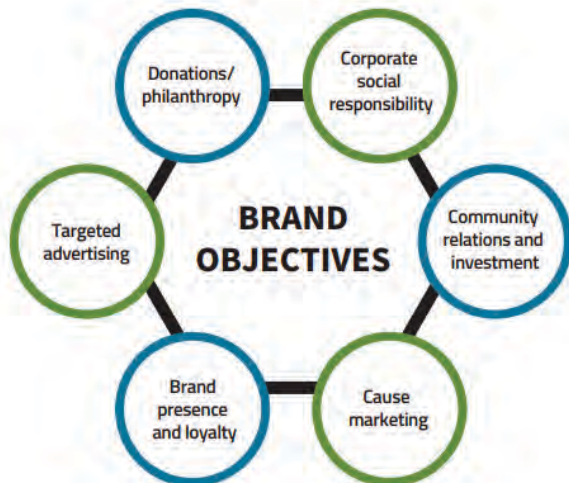 Donations/
philanthropy
Corporate
social
responsibility
Targeted
advertising
BRAND
OBJECTIVES
Community
relations and
investment
Brand
presence
and loyalty
Cause
marketing